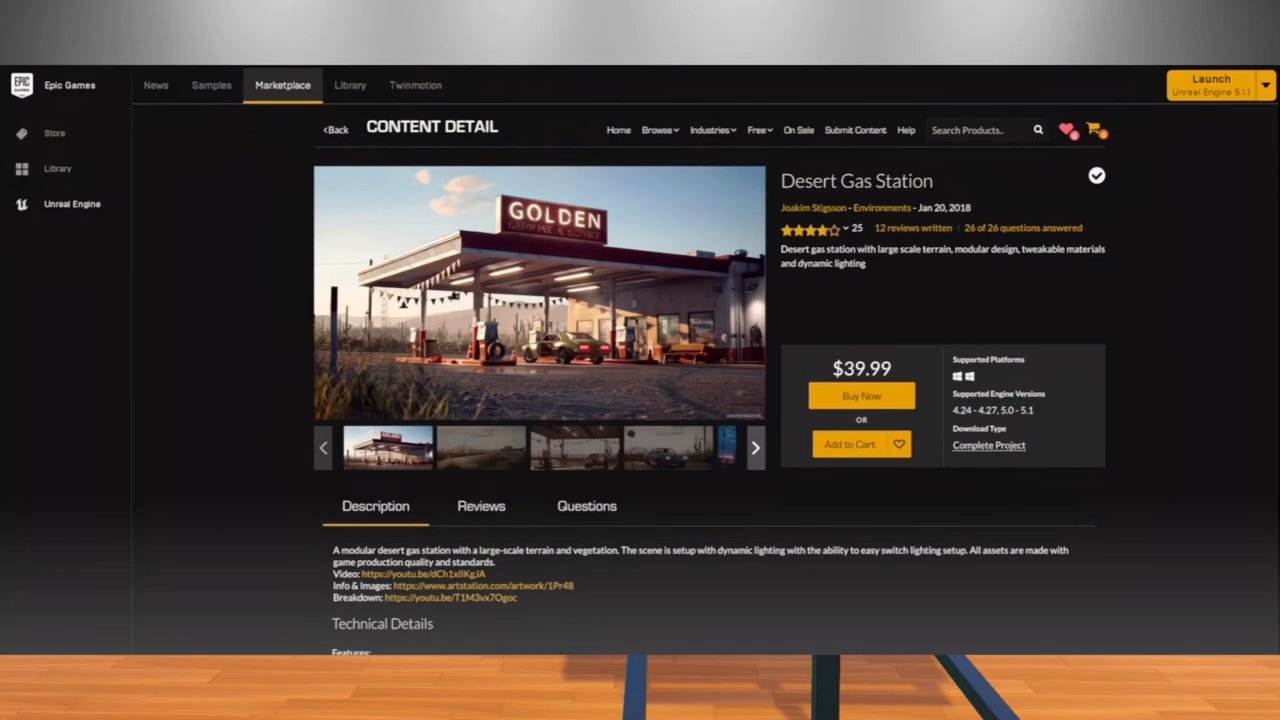 EPIC
GAMES
Epic Games
News
Samples
Marketplace
Library
Twinmotion
Launch
Unreal Engine 5.1.1
Store
Library
Unreal Engine
Back
CONTENT DETAIL
Home
Browse
Industries
Free
On Sale
Submit Content
Help
Search Products..
GOLDEN
GASOLINE & SERVICE
Desert Gas Station
Joakim Stigsson - Environments - Jan 20, 2018
25
12 reviews written
26 of 26 questions answered
Desert gas station with large scale terrain, modular design, tweakable materials
and dynamic lighting
$39.99
Buy Now
OR
Add to Cart
Supported Platforms
Supported Engine Versions
4.24 - 4.27, 5.0 - 5.1
Download Type
Complete Project
Description
Reviews
Questions
A modular desert gas station with a large-scale terrain and vegetation. The scene is setup with dynamic lighting with the ability to easy switch lighting setup. All assets are made with
game production quality and standards.
Video: https://youtu.be/dCh1xIIKgJA
Info & Images: https://www.artstation.com/artwork/1Pr48
Breakdown: https://youtu.be/T1M3vx7Ogoc
Technical Details
Features: